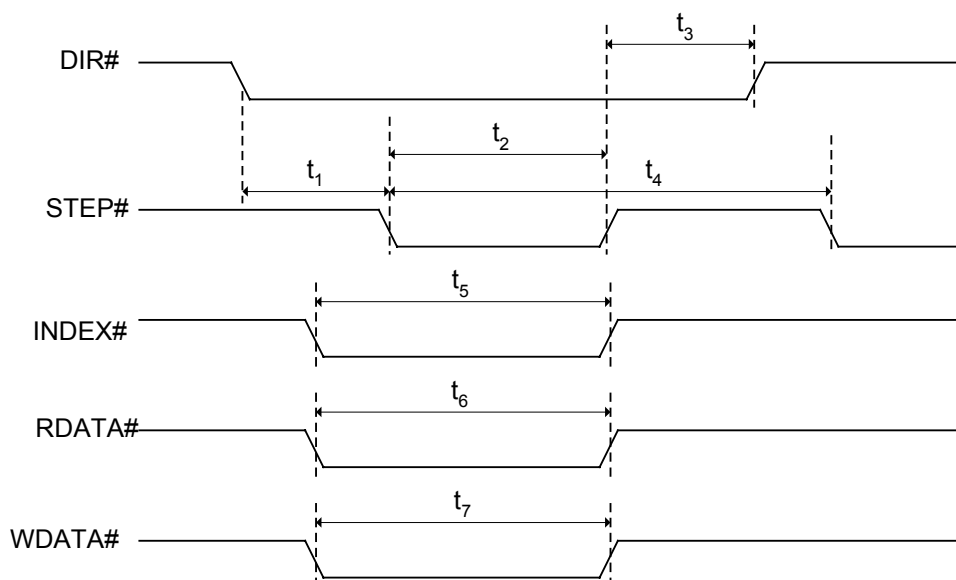 t3
DIR#
t2
t1
t4
STEP#
t5
INDEX#
t6
RDATA#
t7
WDATA#